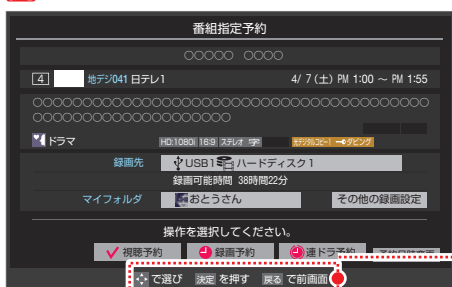 番組指定予約
○○○○○ ○○○○
4 地デジ041 日テレ1 4/ 7(土) PM 1:00 ～ PM 1:55
○○○○○○○○○○○○○○○○○○○○○○○○○○○○○○○○○○○○○○
○○○○○○○○○○○○○○○○○○○
ドラマ HD:1080i 16:9 ステレオ 字 ダビング
録画先 USB1 ハードディスク1
録画可能時間 38時間22分
マイフォルダ おとうさん その他の録画設定
操作を選択してください。
視聴予約 録画予約 連ドラ予約
で選び 決定 を押す 戻る で前画面